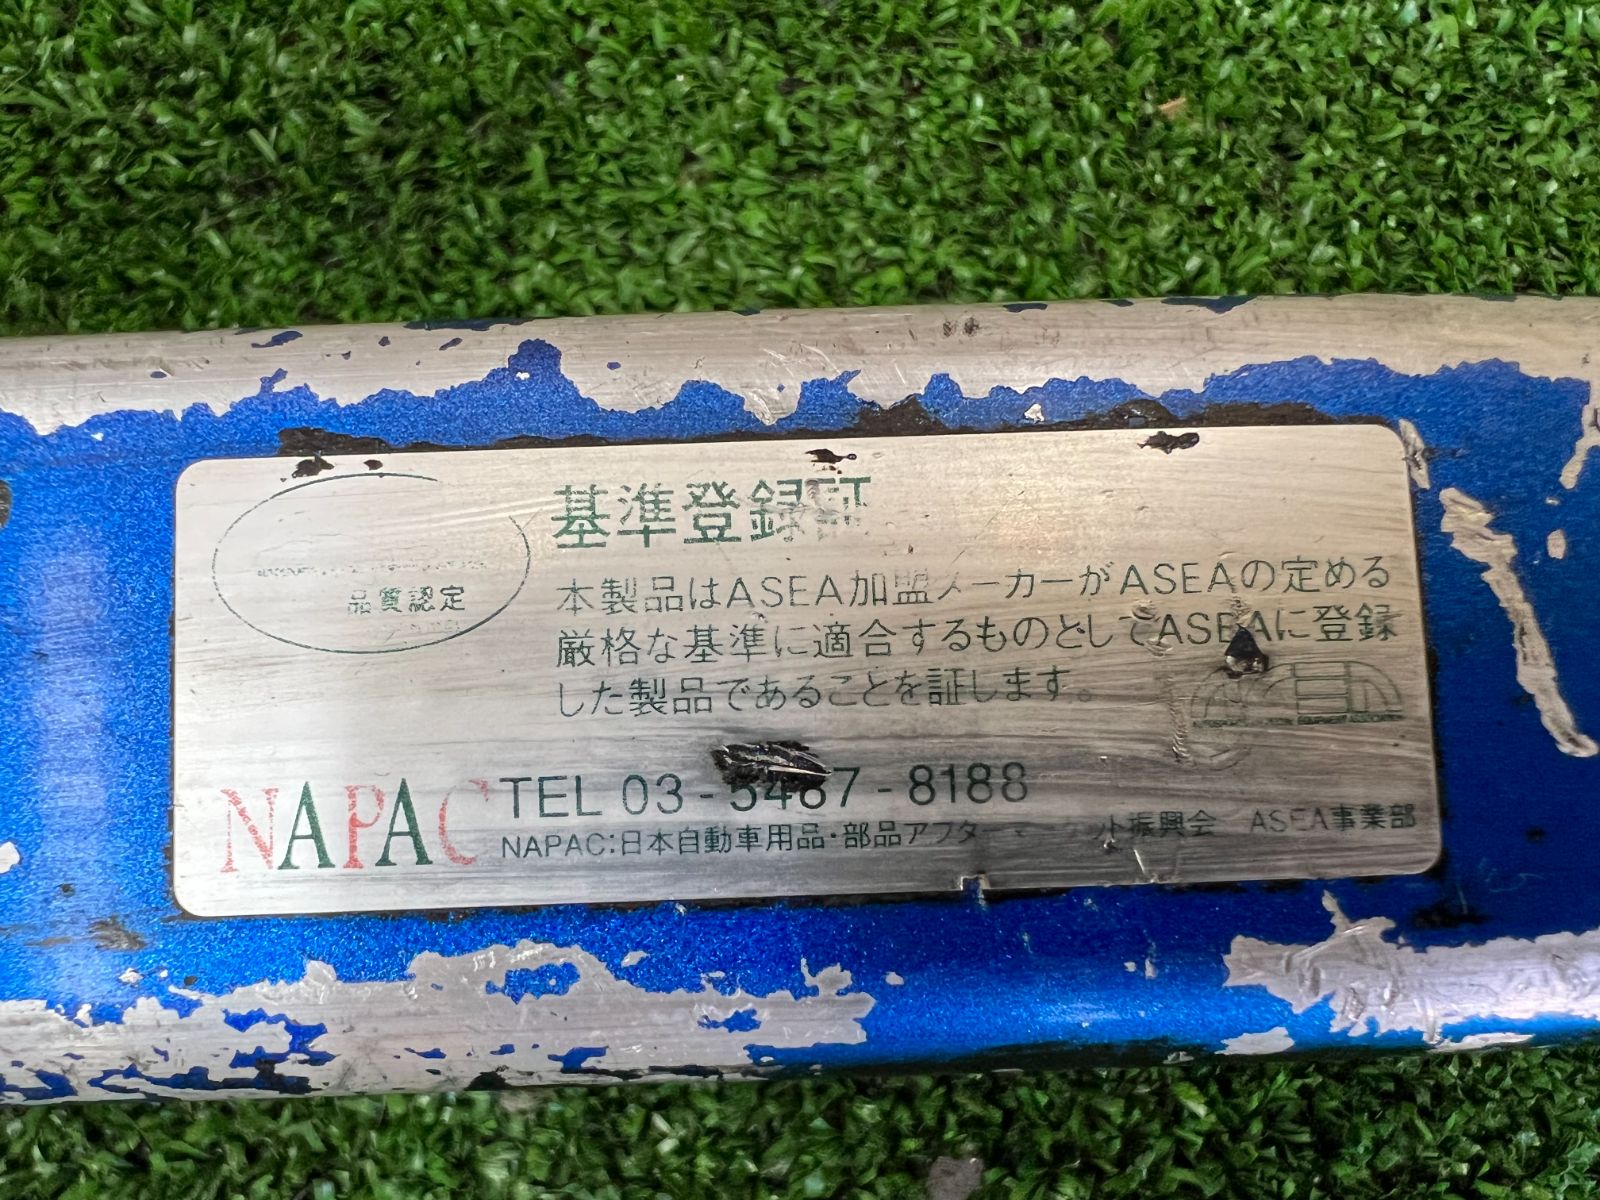 品質認定
基準登録証
本製品はASEA加盟メーカーがASEAの定める
厳格な基準に適合するものとしてASEAに登録
した製品であることを証します
NAPAC
TEL 03-5487-8188
NAPAC:日本自動車用品・部品アフター 振興会 ASEA事業部